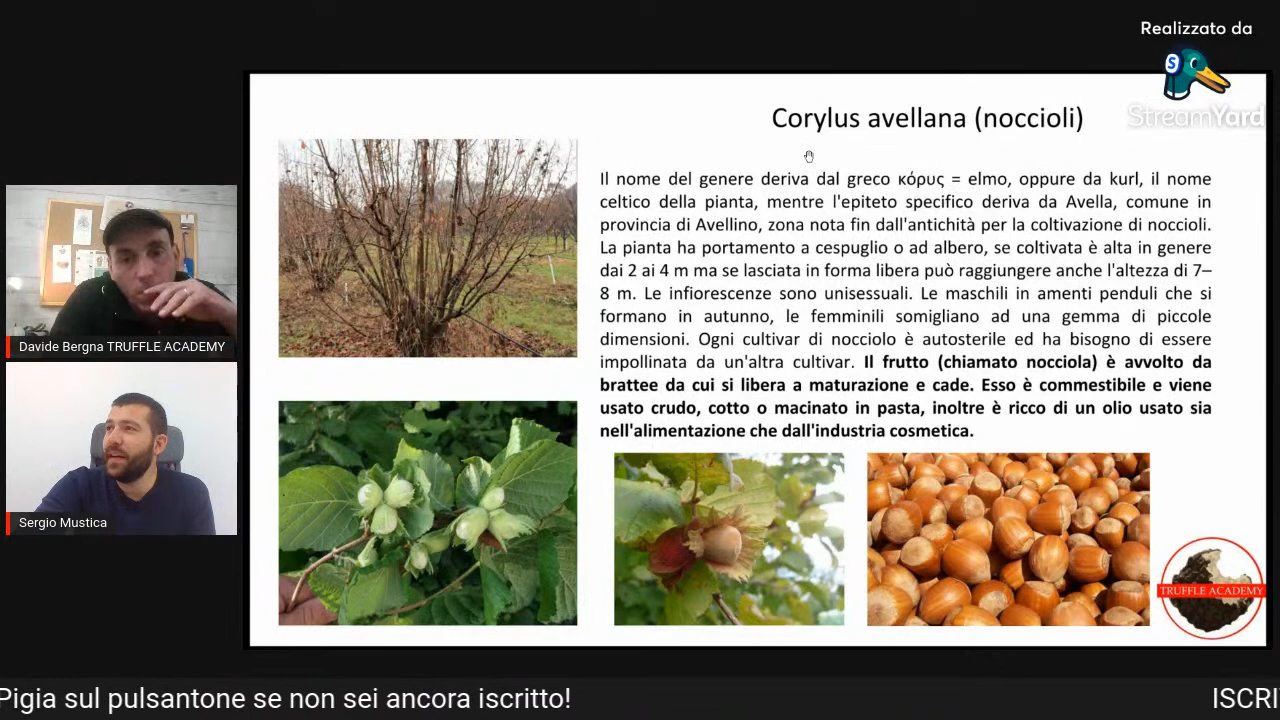 Realizzato da
S
StreamYard
Corylus avellana (noccioli)
Il nome del genere deriva dal greco κόρυς = elmo, oppure da kurl, il nome
celtico della pianta, mentre l'epiteto specifico deriva da Avella, comune in
provincia di Avellino, zona nota fin dall'antichità per la coltivazione di noccioli.
La pianta ha portamento a cespuglio o ad albero, se coltivata è alta in genere
dai 2 ai 4 m ma se lasciata in forma libera può raggiungere anche l'altezza di 7–
8 m. Le infiorescenze sono unisessuali. Le maschili in amenti penduli che si
formano in autunno, le femminili somigliano ad una gemma di piccole
dimensioni. Ogni cultivar di nocciolo è autosterile ed ha bisogno di essere
impollinata da un'altra cultivar. Il frutto (chiamato nocciola) è avvolto da
brattee da cui si libera a maturazione e cade. Esso è commestibile e viene
usato crudo, cotto o macinato in pasta, inoltre è ricco di un olio usato sia
nell'alimentazione che dall'industria cosmetica.
Davide Bergna TRUFFLE ACADEMY
Sergio Mustica
TRUFFLE ACADEMY
Pigia sul pulsantone se non sei ancora iscritto!
ISCRI